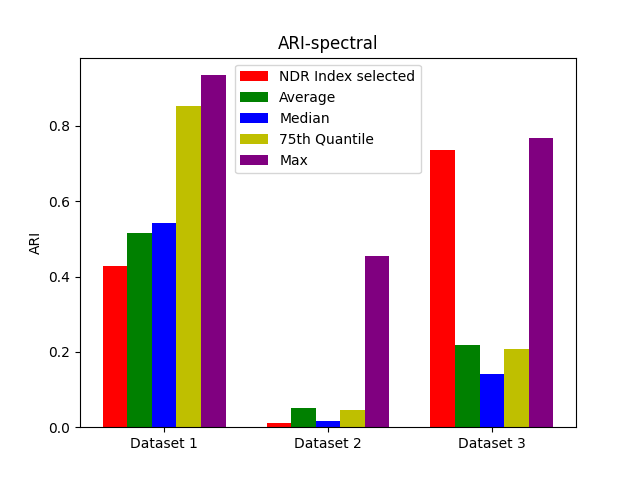 ARI-spectral
NDR Index selected
Average
Median
75th Quantile
Max
ARI
0.8
0.6
0.4
0.2
0.0
Dataset 1
Dataset 2
Dataset 3